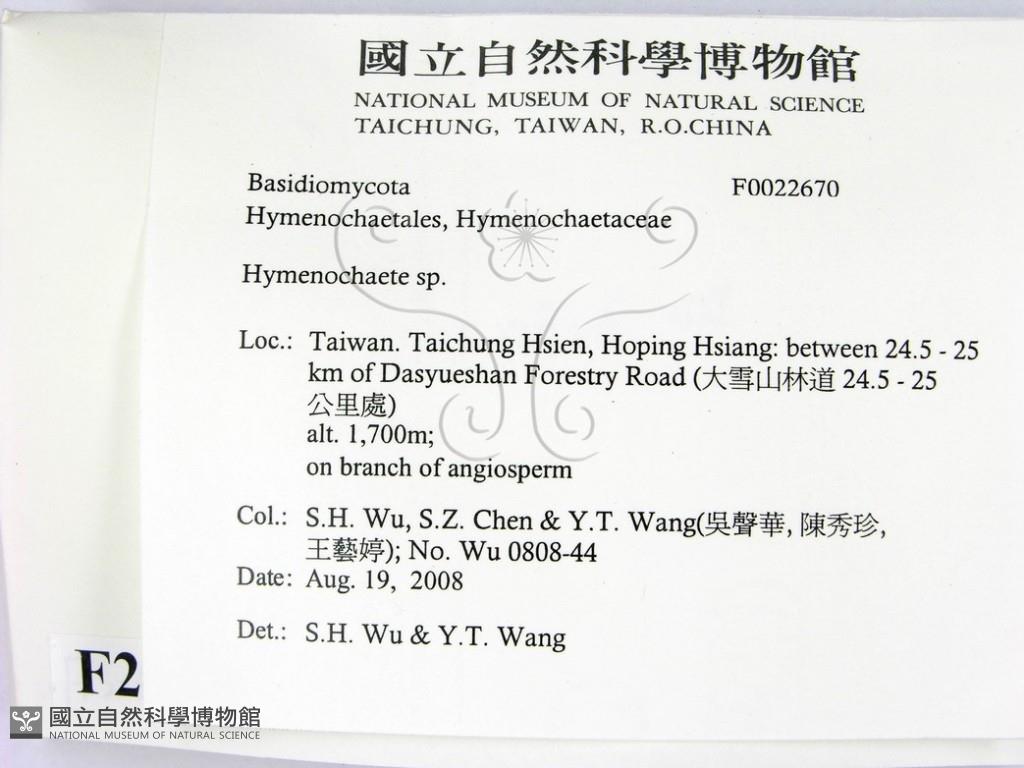 國立自然科學博物館
NATIONAL MUSEUM OF NATURAL SCIENCE
TAICHUNG, TAIWAN, R.O.CHINA
Basidiomycota F0022670
Hymenochaetales, Hymenochaetaceae
Hymenochaete sp.
Loc.: Taiwan. Taichung Hsien, Hoping Hsiang: between 24.5 - 25
km of Dasyueshan Forestry Road (大雪山林道 24.5 - 25
公里處)
alt. 1,700m;
on branch of angiosperm
Col.: S.H. Wu, S.Z. Chen & Y.T. Wang(吳聲華, 陳秀珍,
王藝婷); No. Wu 0808-44
Date: Aug. 19, 2008
Det.: S.H. Wu & Y.T. Wang
F2
國立自然科學博物館
NATIONAL MUSEUM OF NATURAL SCIENCE